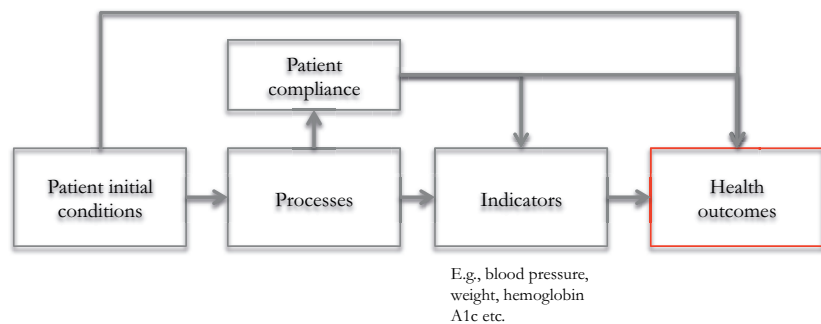 Patient
compliance
Patient initial
conditions
Processes
Indicators
Health
outcomes
E.g., blood pressure,
weight, hemoglobin
A1c etc.